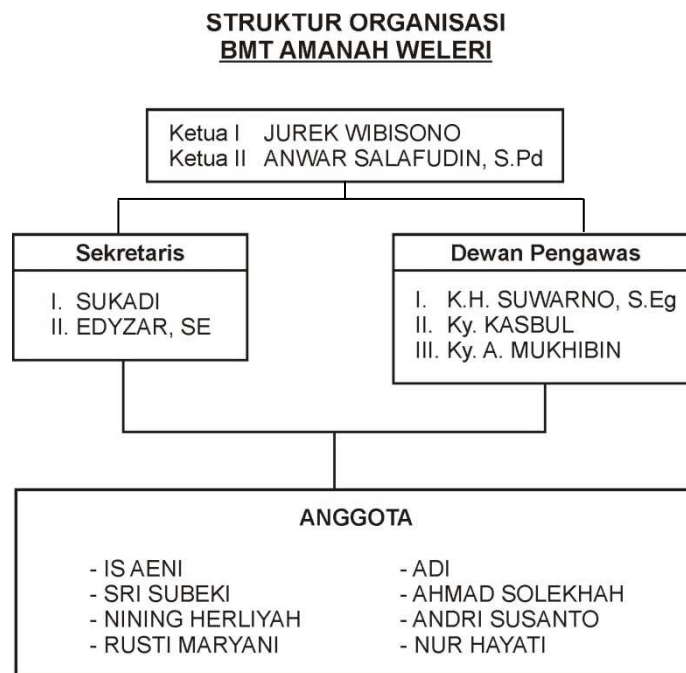 STRUKTUR ORGANISASI
BMT AMANAH WELERI
Ketua I JUREK WIBISONO
Ketua II ANWAR SALAFUDIN, S.Pd
Sekretaris
I. SUKADI
II. EDYZAR, SE
Dewan Pengawas
I. K.H. SUWARNO, S.Eg
II. Ky. KASBUL
III. Ky. A. MUKHIBIN
ANGGOTA
- IS AENI
- SRI SUBEKI
- NINING HERLIYAH
- RUSTI MARYANI
- ADI
- AHMAD SOLEKHAH
- ANDRI SUSANTO
- NUR HAYATI